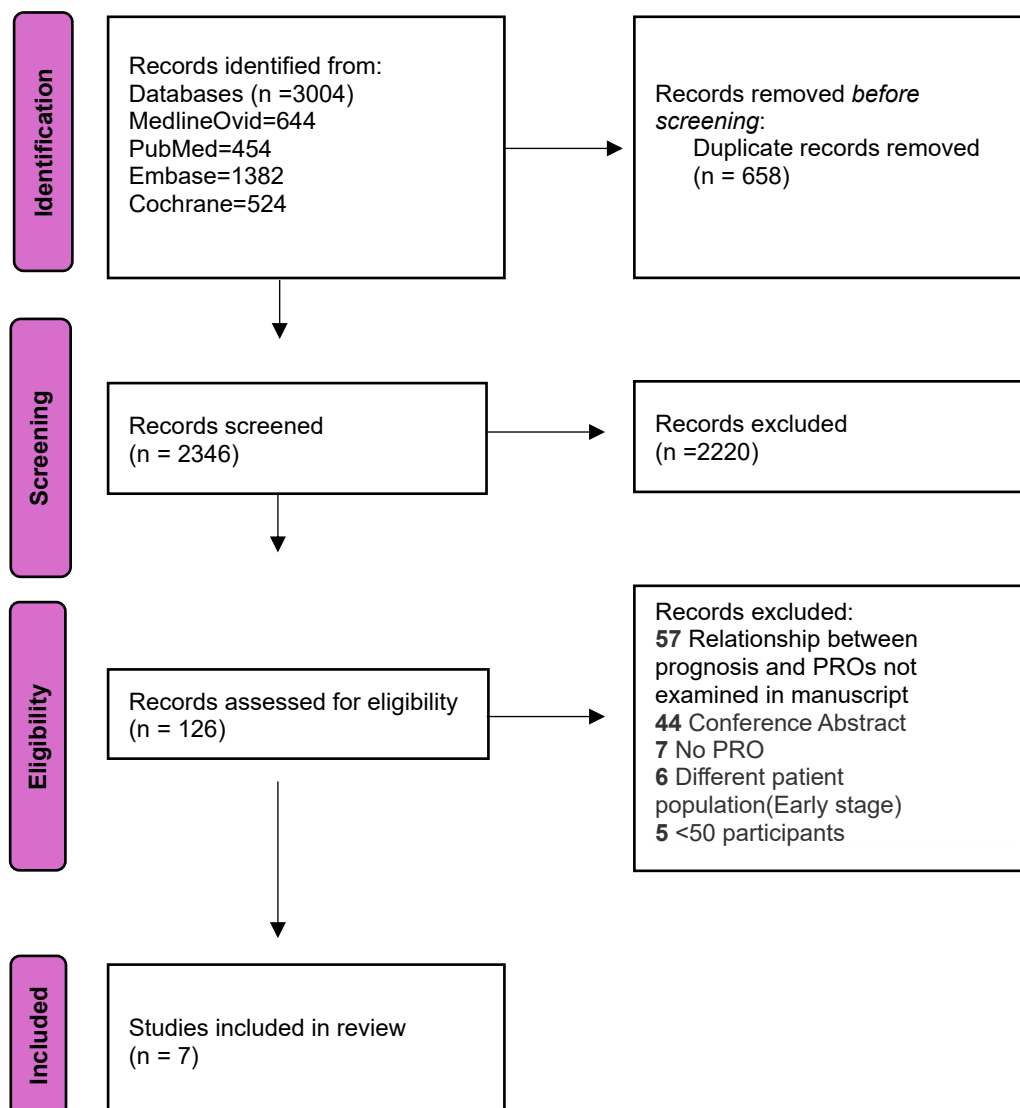 Identification
Records identified from:
Databases (n =3004)
MedlineOvid=644
PubMed=454
Embase=1382
Cochrane=524
Records removed before
screening:
Duplicate records removed
(n = 658)
Screening
Records screened
(n = 2346)
Records excluded
(n =2220)
Eligibility
Records assessed for eligibility
(n = 126)
Records excluded:
57 Relationship between
prognosis and PROs not
examined in manuscript
44 Conference Abstract
7 No PRO
6 Different patient
population(Early stage)
5 <50 participants
Included
Studies included in review
(n = 7)